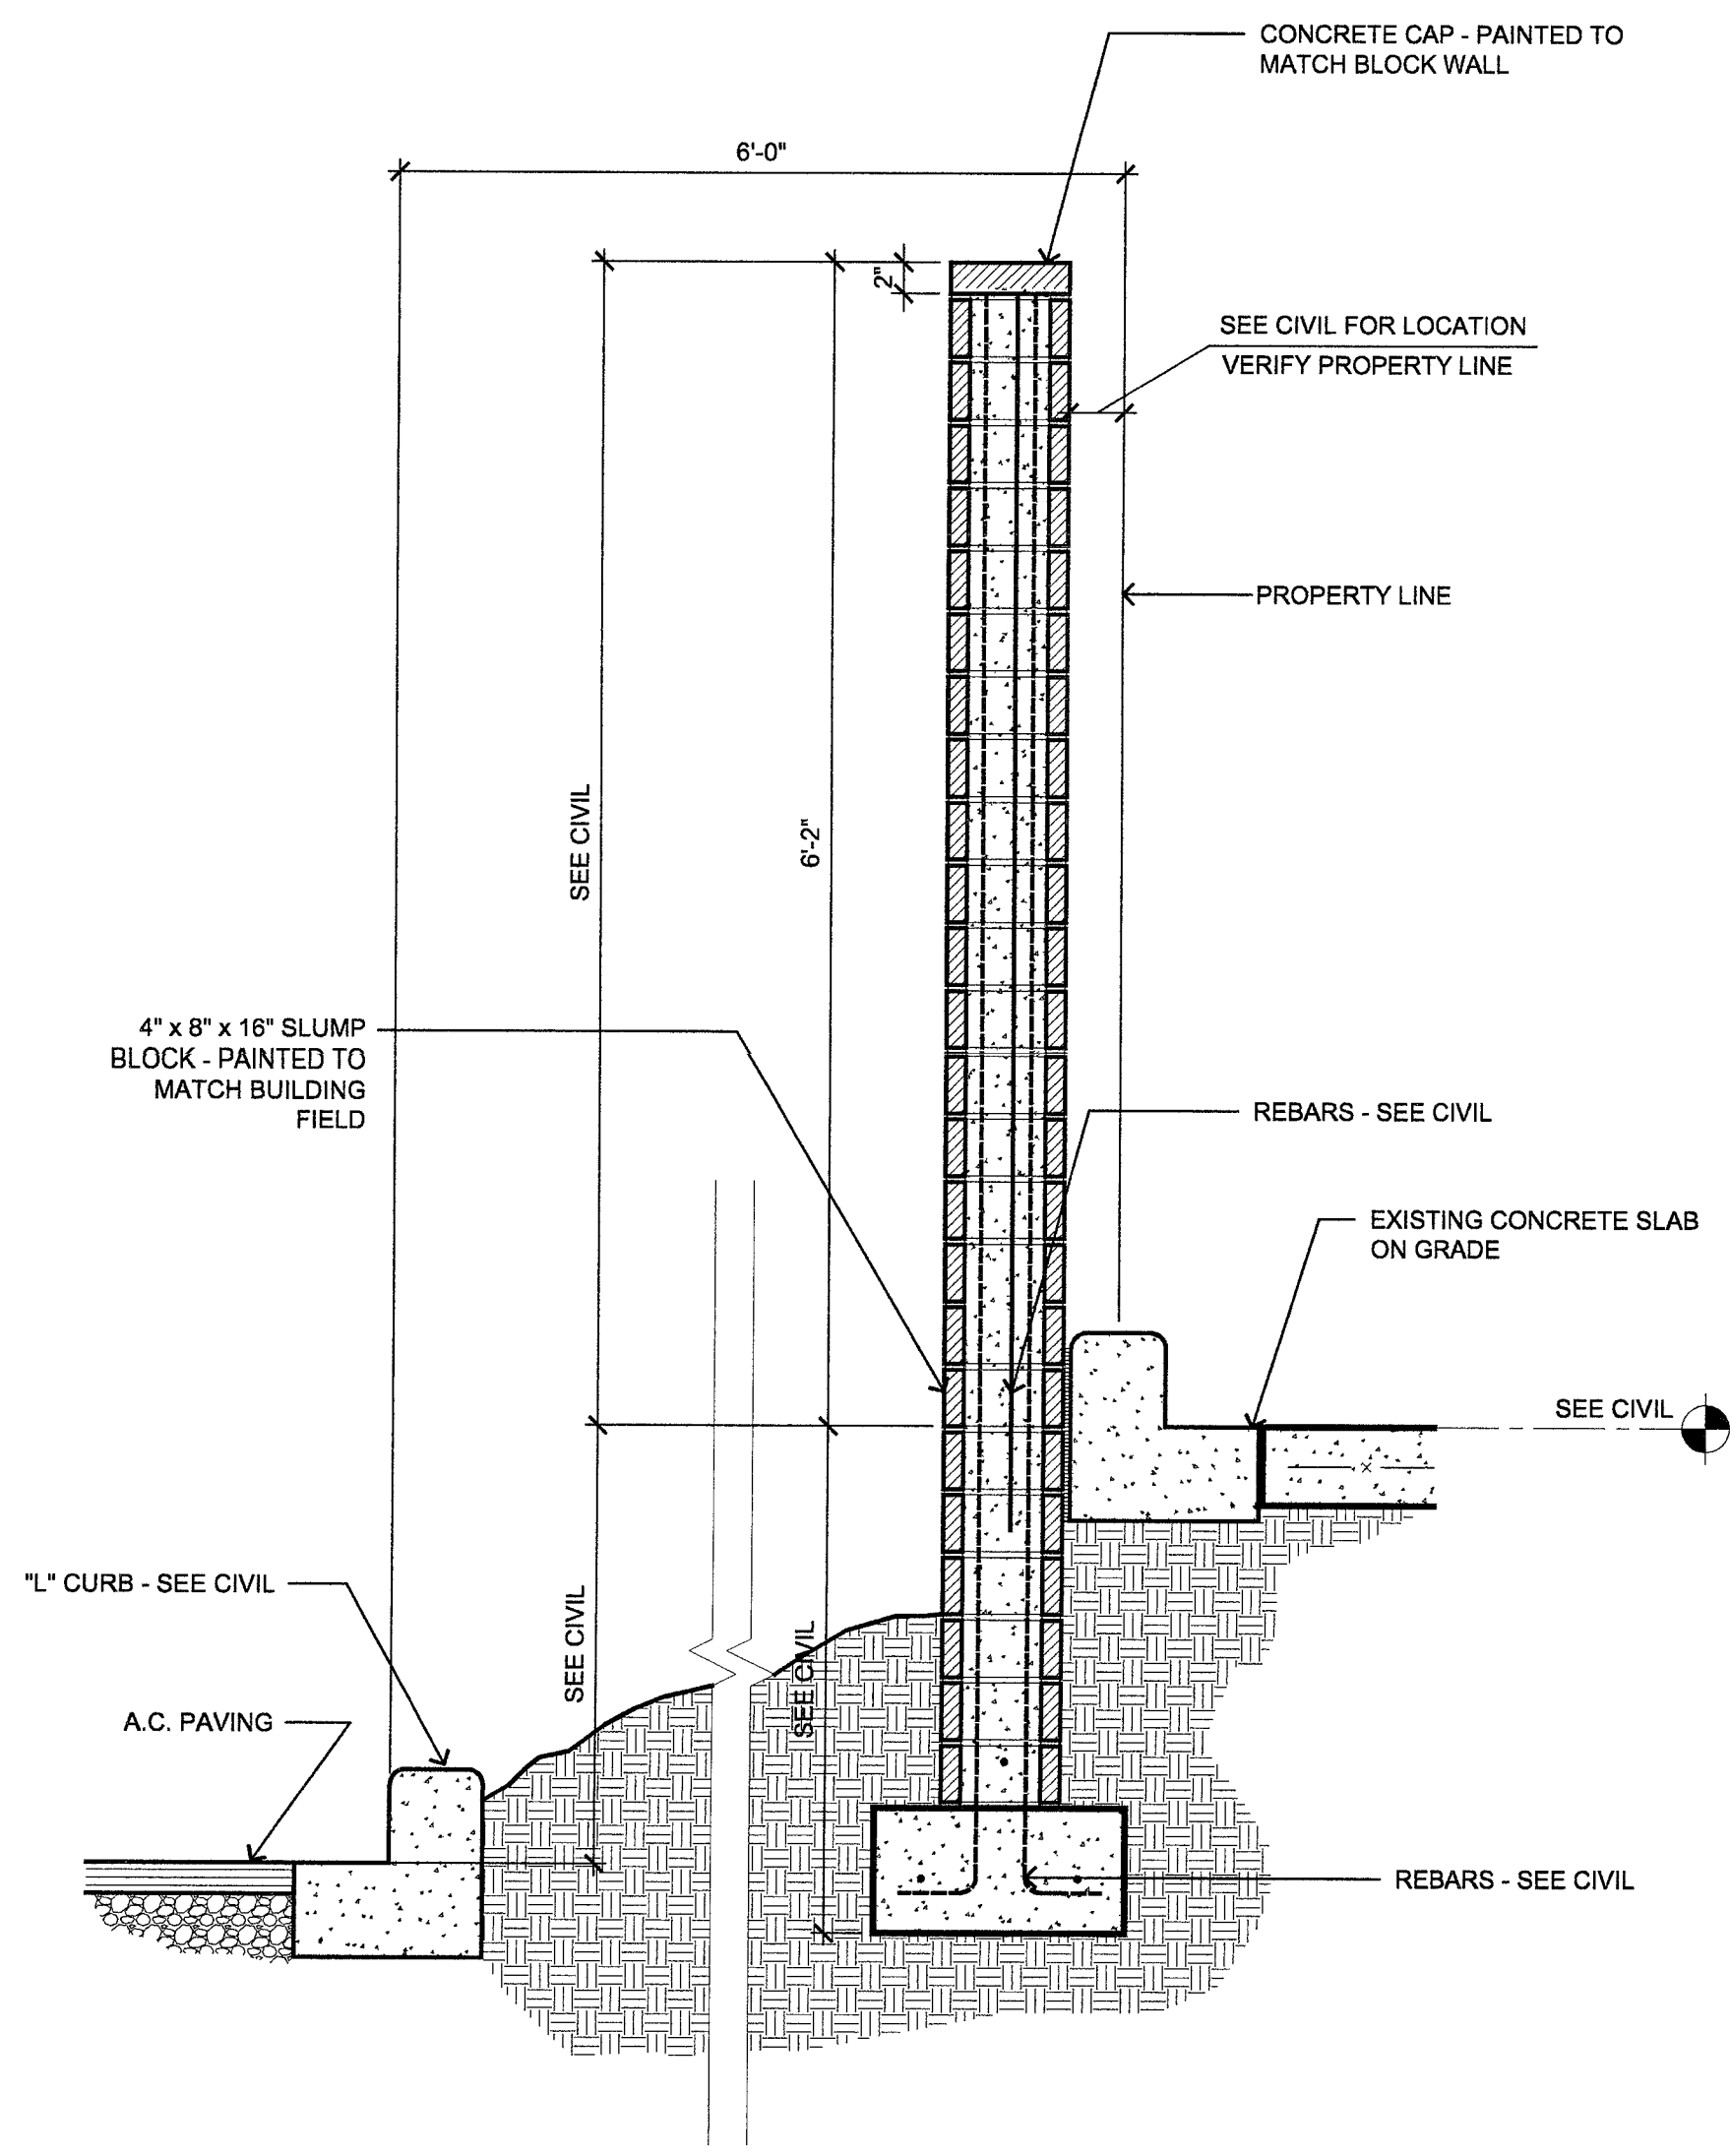 CONCRETE CAP - PAINTED TO
MATCH BLOCK WALL
6'-0"
2"
SEE CIVIL FOR LOCATION
VERIFY PROPERTY LINE
PROPERTY LINE
SEE CIVIL
6'-2"
4" x 8" x 16" SLUMP
BLOCK - PAINTED TO
MATCH BUILDING
FIELD
REBARS - SEE CIVIL
EXISTING CONCRETE SLAB
ON GRADE
SEE CIVIL
"L" CURB - SEE CIVIL
SEE CIVIL
SEE CIVIL
A.C. PAVING
REBARS - SEE CIVIL